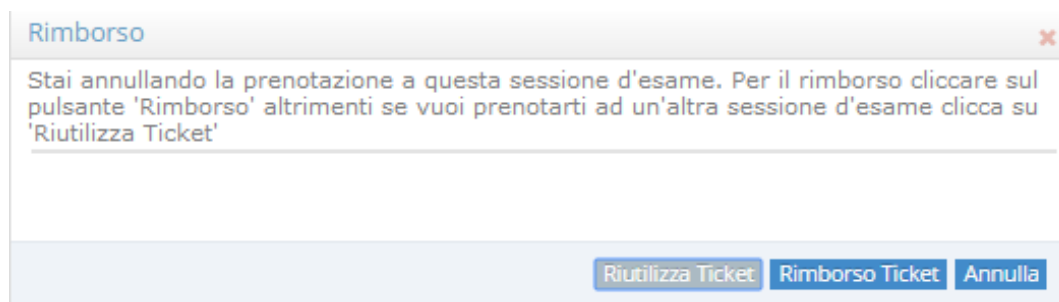 Rimborso
Stai annullando la prenotazione a questa sessione d'esame. Per il rimborso cliccare sul
pulsante 'Rimborso' altrimenti se vuoi prenotarti ad un'altra sessione d'esame clicca su
'Riutilizza Ticket'
Riutilizza Ticket Rimborso Ticket Annulla